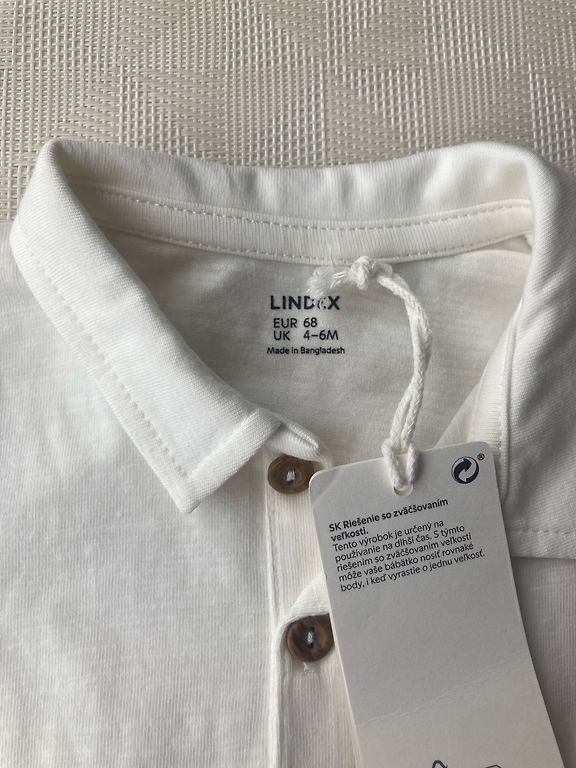 LINDEX
EUR 68
UK 4-6M
Made in Bangladesh
®
SK Riešenie so zväčšovaním
veľkosti.
Tento výrobok je určený na
používanie na dlhší čas. S týmto
riešením so zväčšovaním veľkosti
môže vaše bábätko nosiť rovnaké
body, i keď vyrastie o jednu veľkosť.